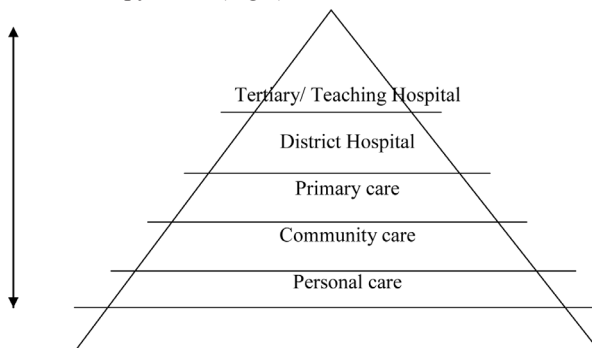 Tertiary/ Teaching Hospital
District Hospital
Primary care
Community care
Personal care